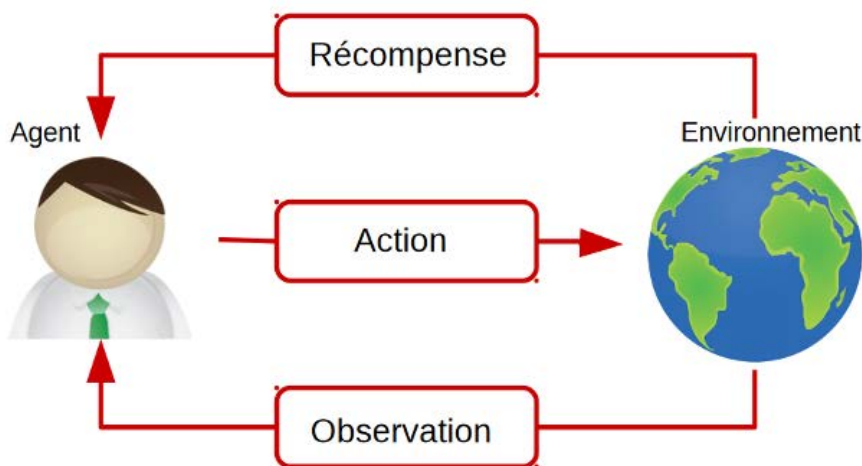 Récompense
Agent
Environnement
Action
Observation